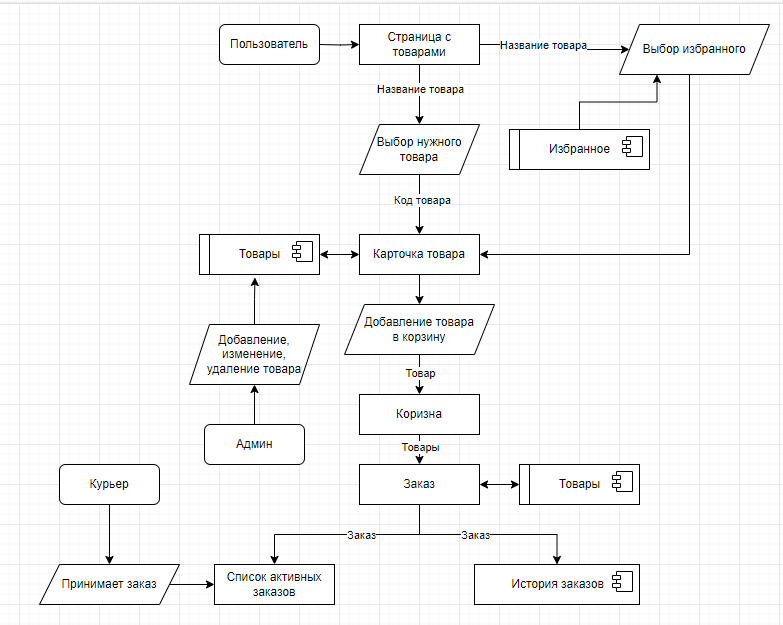 Пользователь
Страница с
товарами
Название товара
Выбор избранного
Название товара
Выбор нужного
товара
Избранное
Код товара
Товары
Карточка товара
Добавление товара
в корзину
Добавление,
изменение,
удаление товара
Товар
Коризна
Админ
Товары
Курьер
Заказ
Товары
Заказ
Заказ
Принимает заказ
Список активных
заказов
История заказов